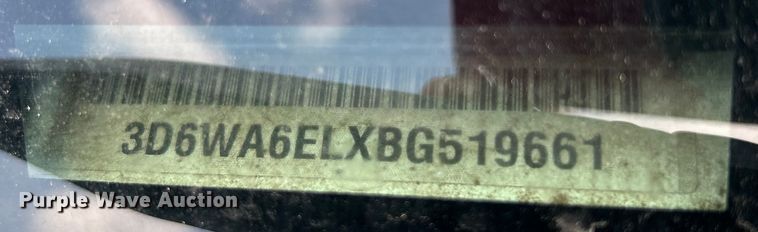 3D6WA6ELXBG519661
Purple Wave Auction